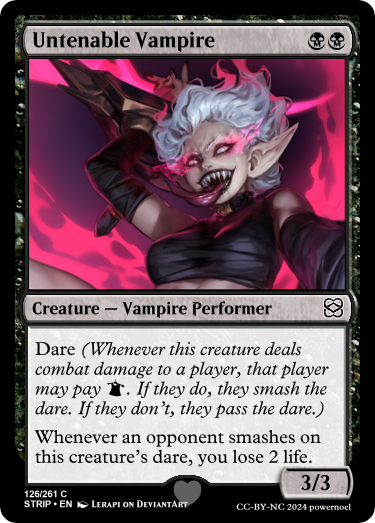 Untenable Vampire
Creature — Vampire Performer
Dare (Whenever this creature deals
combat damage to a player, that player
may pay . If they do, they smash the
dare. If they don't, they pass the dare.)
Whenever an opponent smashes on
this creature's dare, you lose 2 life.
3/3
126/261 C
STRIP • EN Lerapi on DeviantArt
CC-BY-NC 2024 powernoel